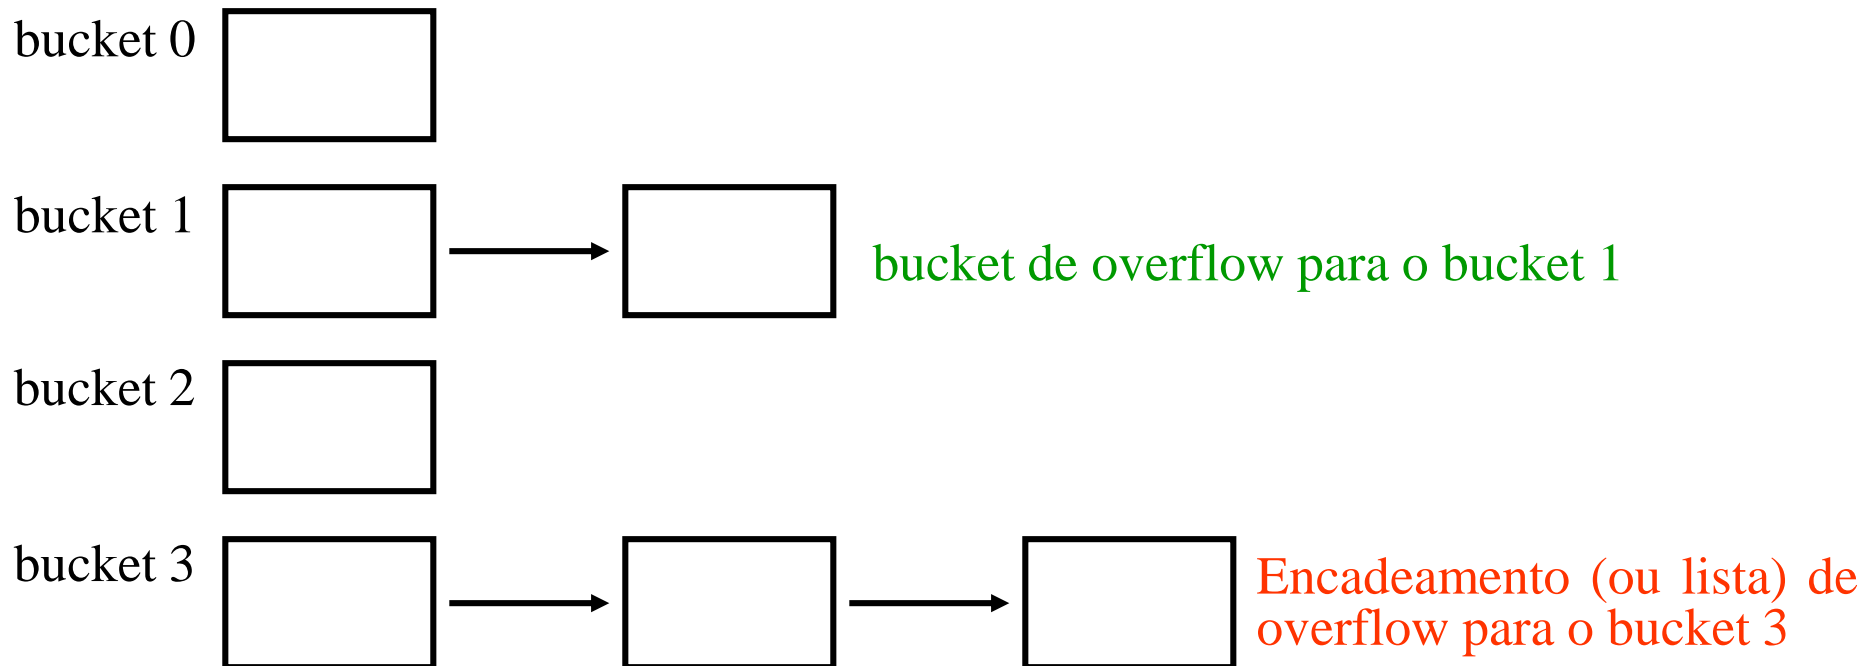 bucket 0
bucket 1
bucket de overflow para o bucket 1
bucket 2
bucket 3
Encadeamento (ou lista) de
overflow para o bucket 3